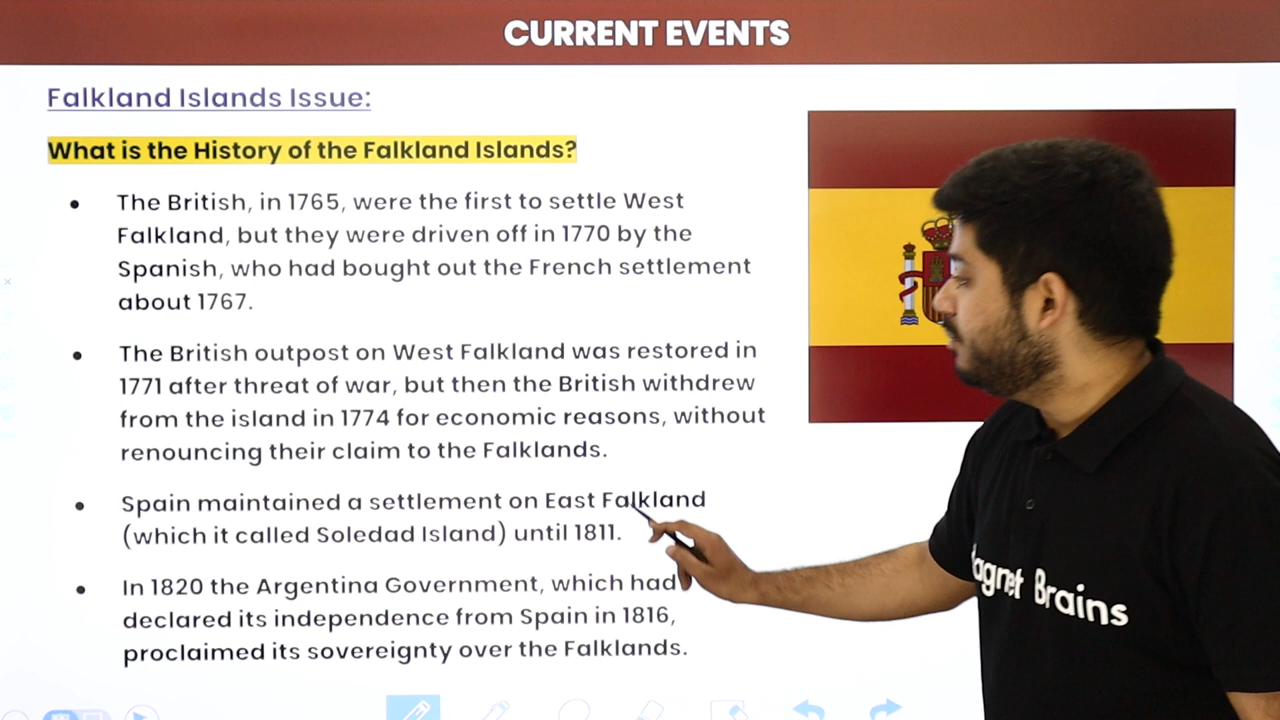 CURRENT EVENTS
Falkland Islands Issue:
What is the History of the Falkland Islands?
The British, in 1765, were the first to settle West
Falkland, but they were driven off in 1770 by the
Spanish, who had bought out the French settlement
about 1767.
The British outpost on West Falkland was restored in
1771 after threat of war, but then the British withdrew
from the island in 1774 for economic reasons, without
renouncing their claim to the Falklands.
Spain maintained a settlement on East Falkland
(which it called Soledad Island) until 1811.
In 1820 the Argentina Government, which had
declared its independence from Spain in 1816,
proclaimed its sovereignty over the Falklands.
agnet Brains